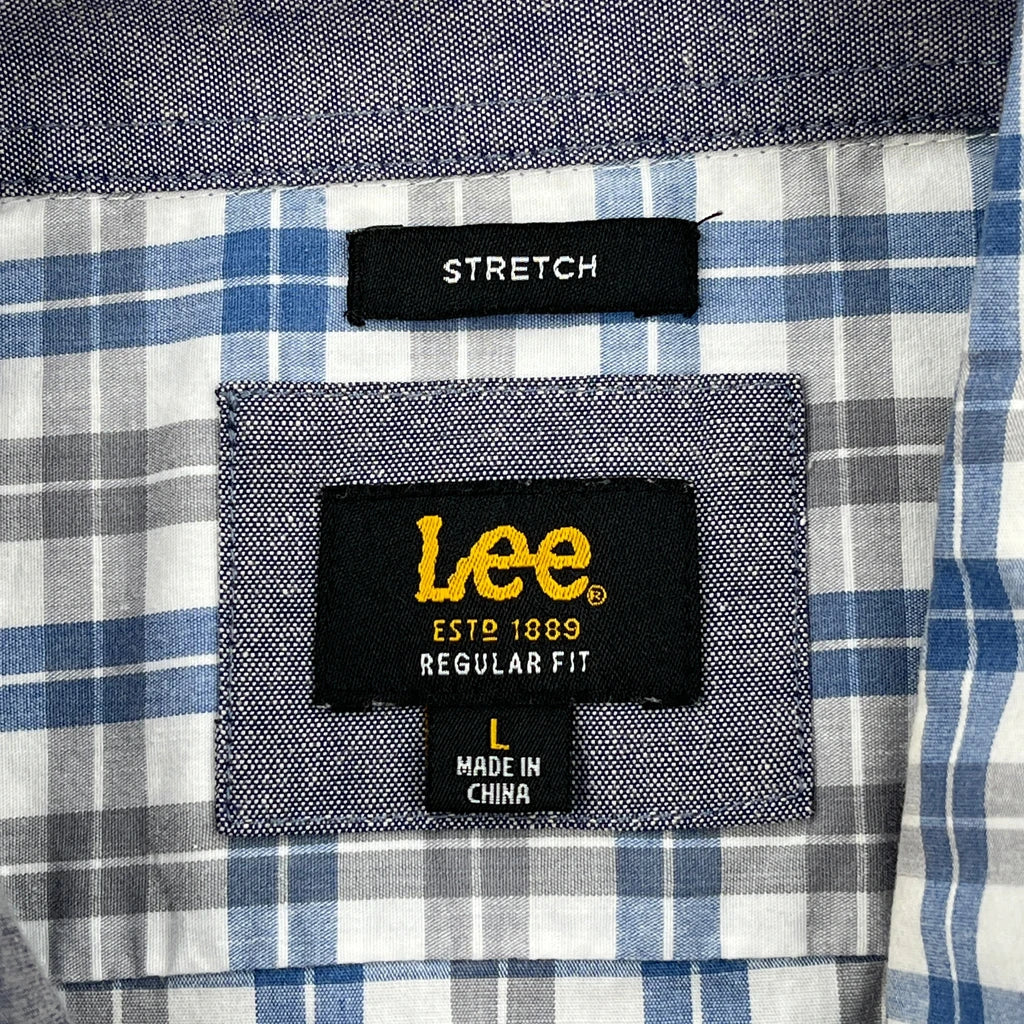 STRETCH
Lee®
ESTD 1889
REGULAR FIT
L
MADE IN
CHINA